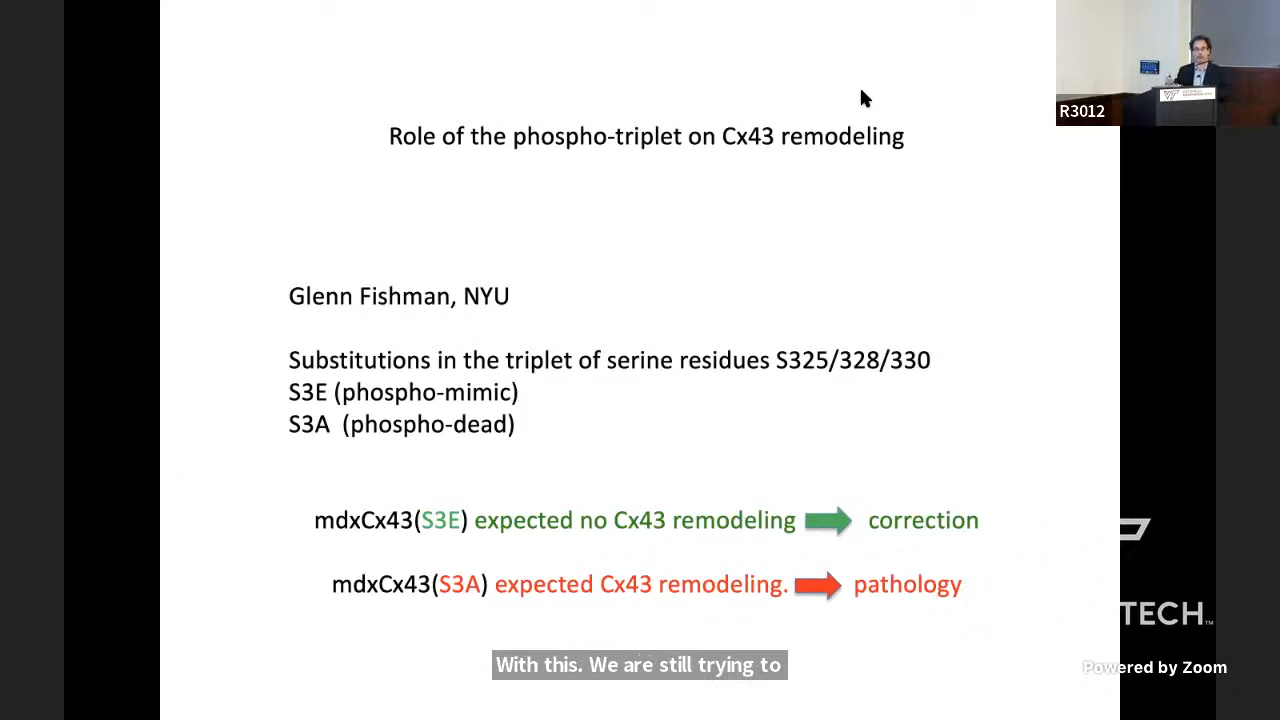 R3012
Role of the phospho-triplet on Cx43 remodeling
Glenn Fishman, NYU
Substitutions in the triplet of serine residues S325/328/330
S3E (phospho-mimic)
S3A (phospho-dead)
mdxCx43(S3E) expected no Cx43 remodeling correction
mdxCx43(S3A) expected Cx43 remodeling. pathology
TECH™
With this. We are still trying to
Powered by Zoom